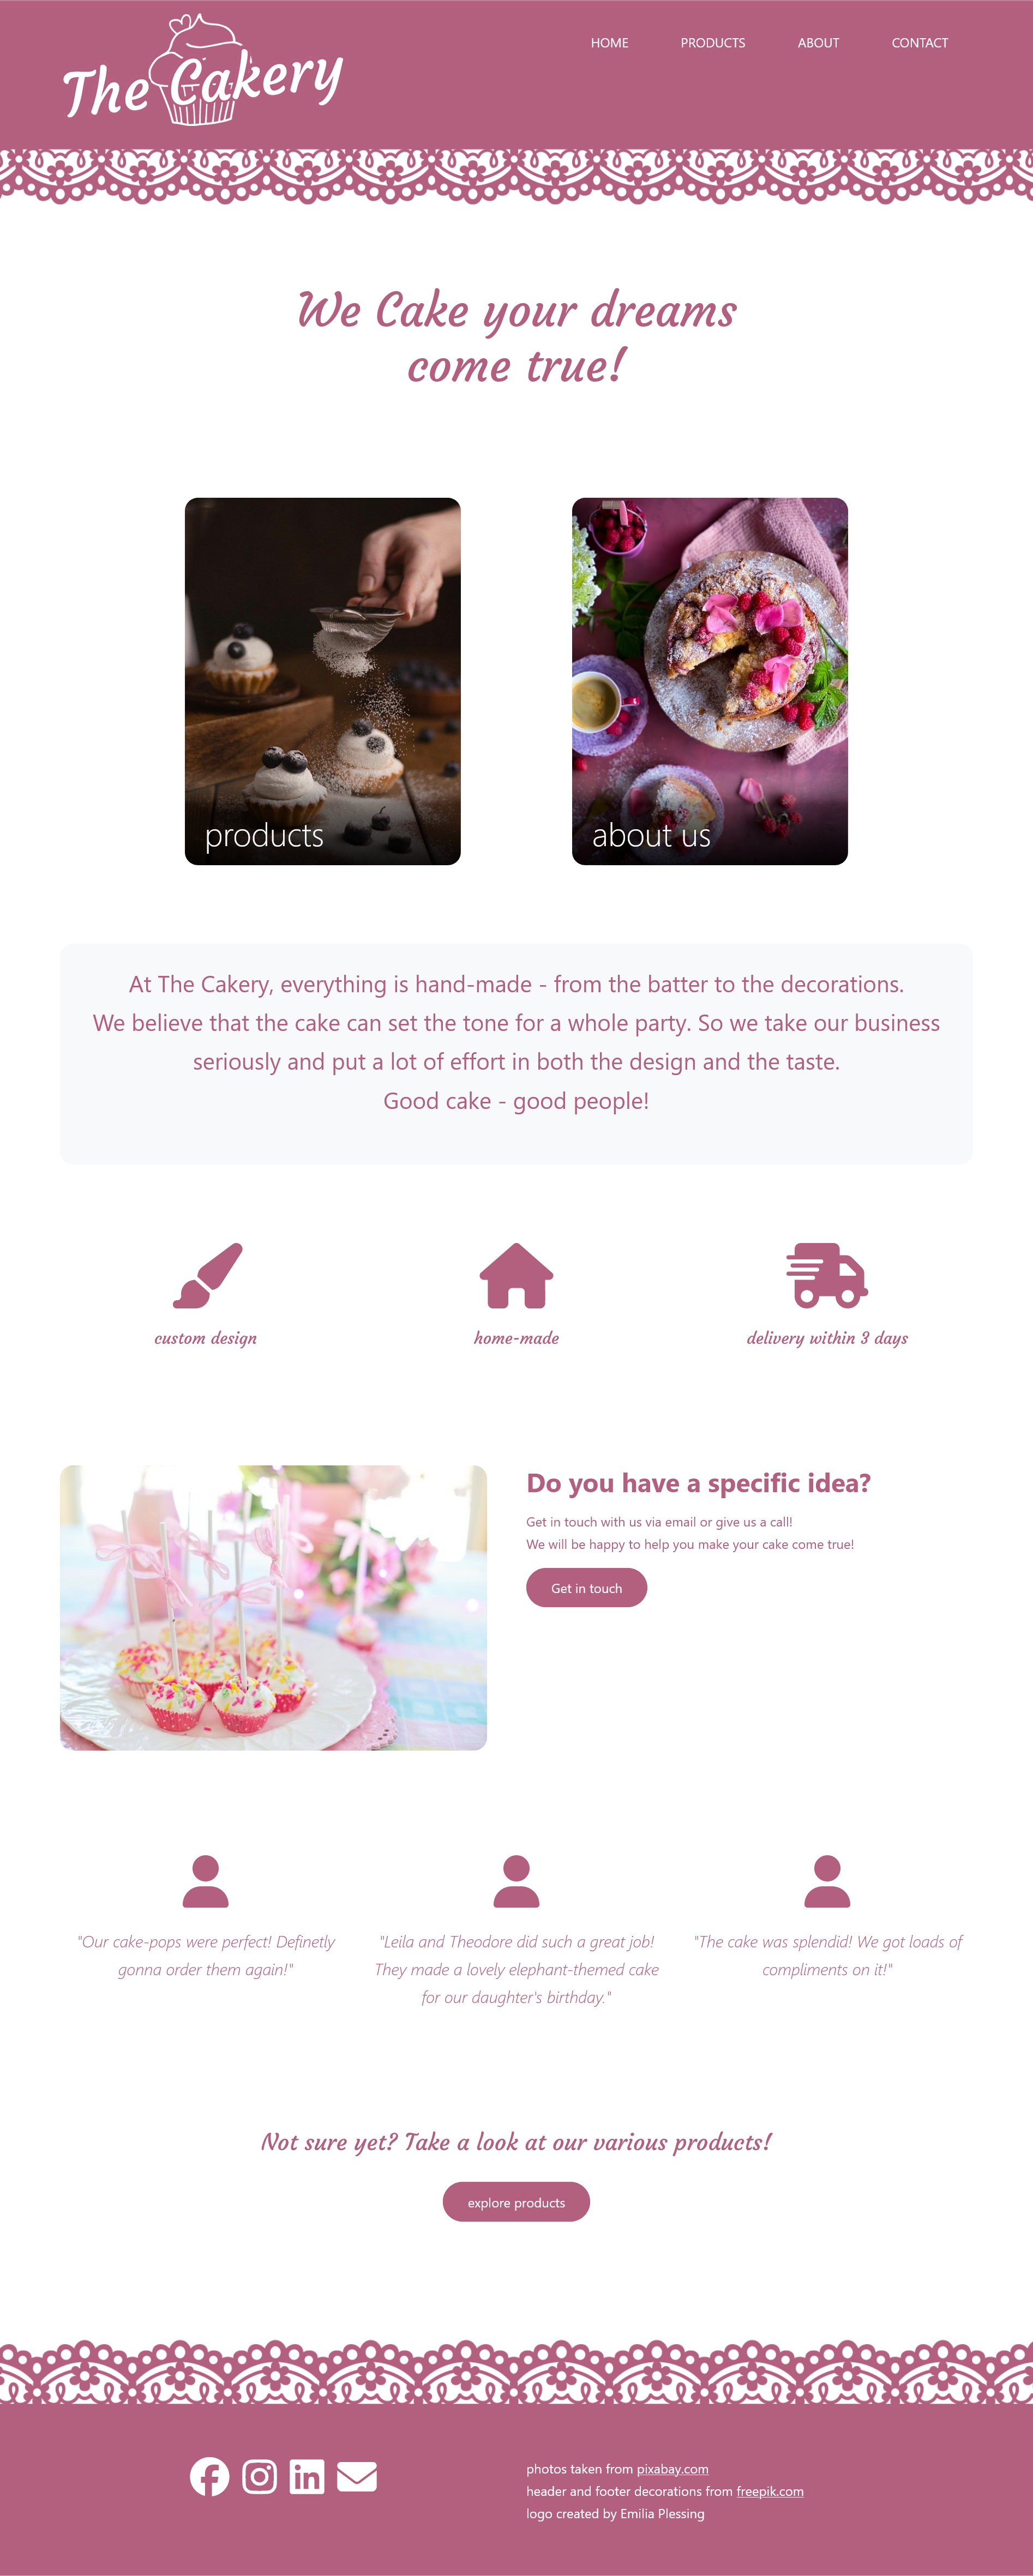 The Cakery
HOME PRODUCTS ABOUT CONTACT
We Cake your dreams
come true!
products
about us
At The Cakery, everything is hand-made - from the batter to the decorations.
We believe that the cake can set the tone for a whole party. So we take our business
seriously and put a lot of effort in both the design and the taste.
Good cake - good people!
custom design
home-made
delivery within 3 days
Do you have a specific idea?
Get in touch with us via email or give us a call!
We will be happy to help you make your cake come true!
Get in touch
"Our cake-pops were perfect! Definetly
gonna order them again!"
"Leila and Theodore did such a great job!
They made a lovely elephant-themed cake
for our daughter's birthday."
"The cake was splendid! We got loads of
compliments on it!"
Not sure yet? Take a look at our various products!
explore products
photos taken from pixabay.com
header and footer decorations from freepik.com
logo created by Emilia Plessing